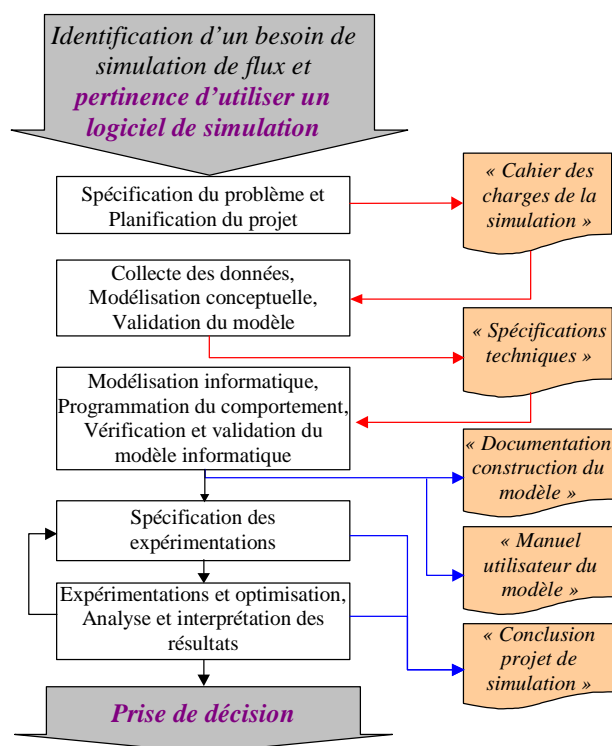 Identification d'un besoin de
simulation de flux et
pertinence d'utiliser un
logiciel de simulation
Spécification du problème et
Planification du projet
« Cahier des
charges de la
simulation »
Collecte des données,
Modélisation conceptuelle,
Validation du modèle
« Spécifications
techniques »
Modélisation informatique,
Programmation du comportement,
Vérification et validation du
modèle informatique
« Documentation
construction du
modèle »
Spécification des
expérimentations
« Manuel
utilisateur du
modèle »
Expérimentations et optimisation,
Analyse et interprétation des
résultats
« Conclusion
projet de
simulation »
Prise de décision